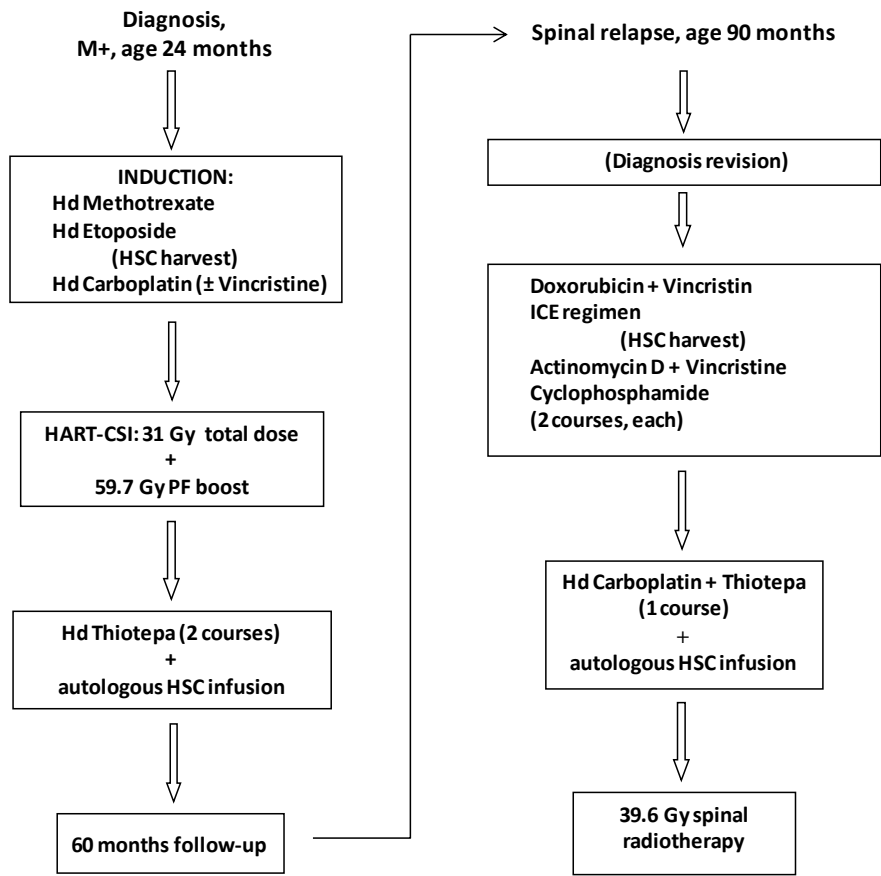 Diagnosis,
M+, age 24 months
INDUCTION:
Hd Methotrexate
Hd Etoposide
(HSC harvest)
Hd Carboplatin (± Vincristine)
HART-CSI: 31 Gy total dose
+
59.7 Gy PF boost
Hd Thiotepa (2 courses)
+
autologous HSC infusion
60 months follow-up
Spinal relapse, age 90 months
(Diagnosis revision)
Doxorubicin + Vincristin
ICE regimen
(HSC harvest)
Actinomycin D + Vincristine
Cyclophosphamide
(2 courses, each)
Hd Carboplatin + Thiotepa
(1 course)
+
autologous HSC infusion
39.6 Gy spinal
radiotherapy